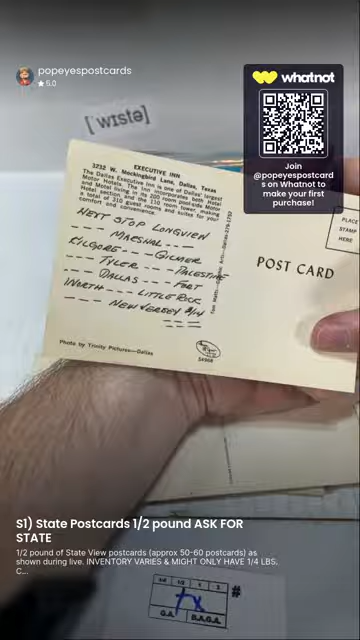 popeyespostcards
★5.0
whatnot
Join
@popeyespostcard
s on Whatnot to
make your first
purchase!
['wɪstə]
EXECUTIVE INN
3232 W. Mockingbird Lane, Dallas, Texas
The Dallas Executive Inn is one of Dallas' largest
Motor Hotels. The Inn incorporates both Hotel
and Motel living in its 200 room poolside Motor
Hotel section and the 110 room tower making
a total of 310 guest rooms and suites for your
comfort and convenience.
NEXT STOP LONGVIEW
---- MARSHAL ----
KILGORE ---- GILMER
---- TYLER ---- PALESTINE
---- DALLAS ---- FORT
WORTH ---- LITTLE ROCK
---- NEW JERSEY 8/14
Photo by Trinity Pictures—Dallas
54968
POST CARD
PLACE
STAMP
HERE
S1) State Postcards 1/2 pound ASK FOR
STATE
1/2 pound of State View postcards (approx 50-60 postcards) as
shown during live. INVENTORY VARIES & MIGHT ONLY HAVE 1/4 LBS.
C...
TX
#